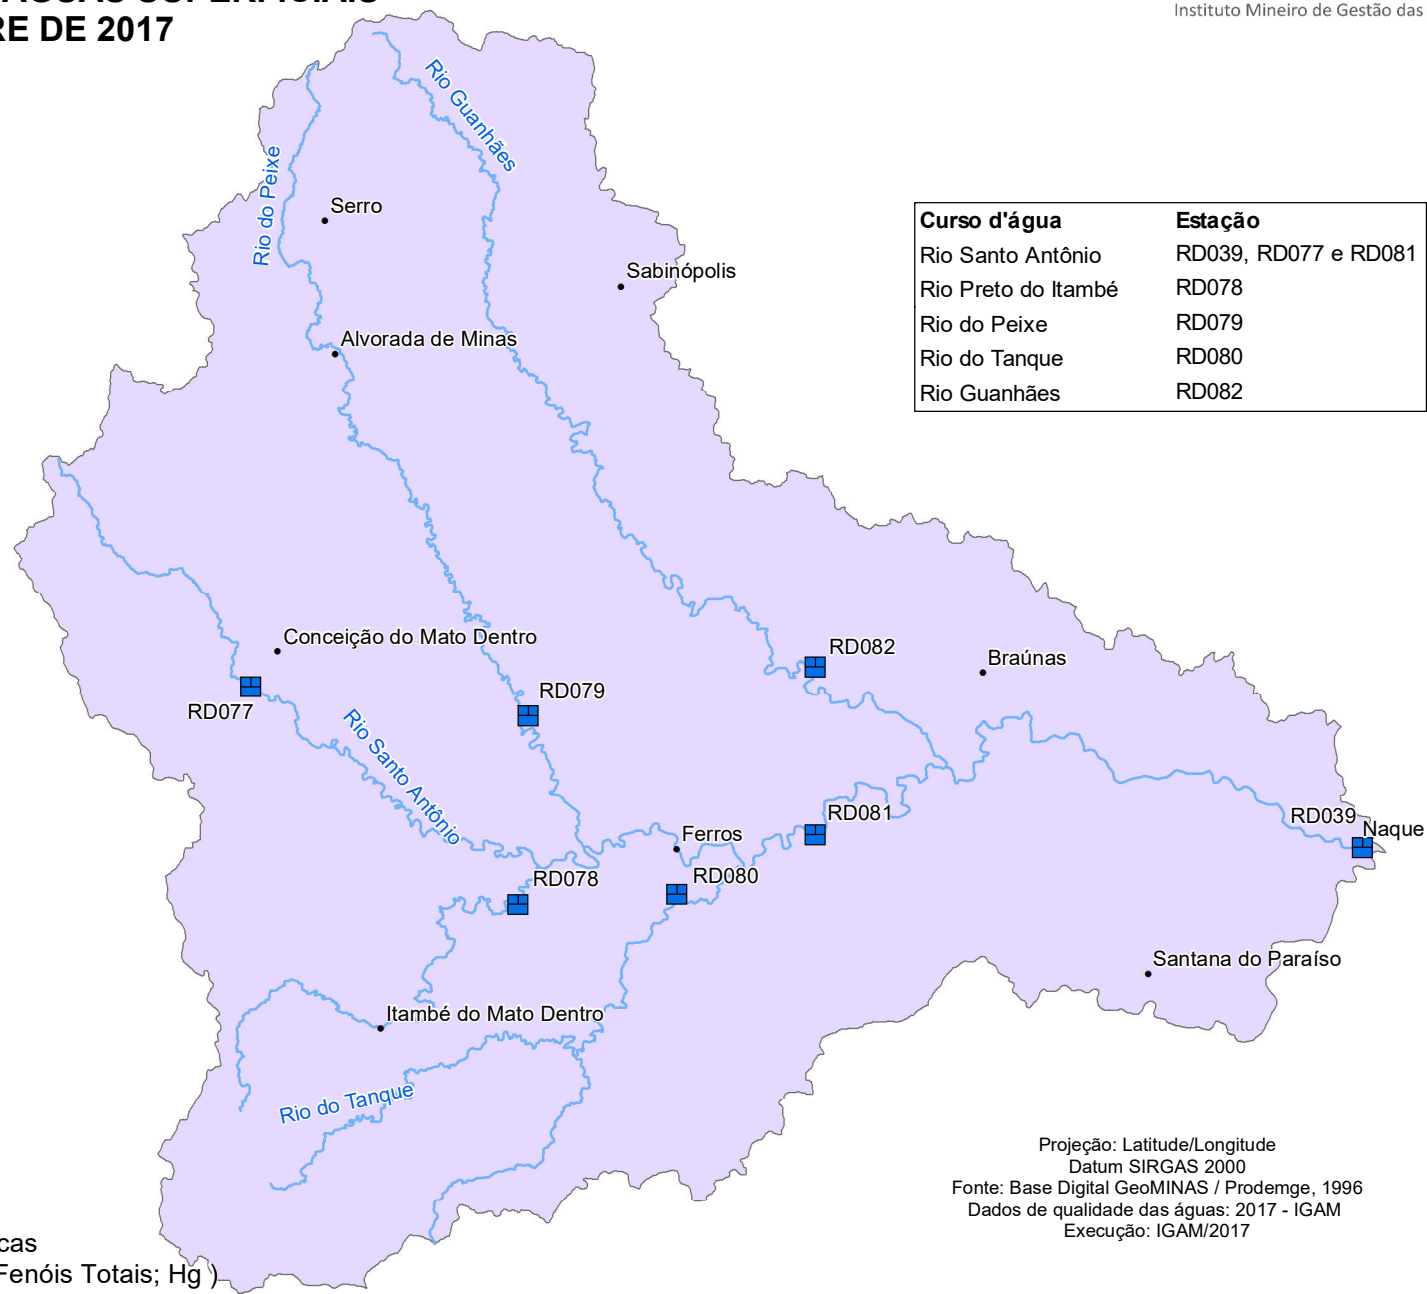 ÁGUAS SUPERFICIAIS
RE DE 2017
Instituto Mineiro de Gestão das
Rio Guanhães
Rio do Peixe
Serro
Sabinópolis
Alvorada de Minas
Curso d'água Estação
Rio Santo Antônio RD039, RD077 e RD081
Rio Preto do Itambé RD078
Rio do Peixe RD079
Rio do Tanque RD080
Rio Guanhães RD082
Conceição do Mato Dentro
RD082
Braúnas
RD077
RD079
Rio Santo Antônio
RD081
RD039
Naque
Ferros
RD078
RD080
Santana do Paraíso
Itambé do Mato Dentro
Rio do Tanque
Projeção: Latitude/Longitude
Datum SIRGAS 2000
Fonte: Base Digital GeoMINAS / Prodemge, 1996
Dados de qualidade das águas: 2017 - IGAM
Execução: IGAM/2017
cas
Fenóis Totais; Hg )